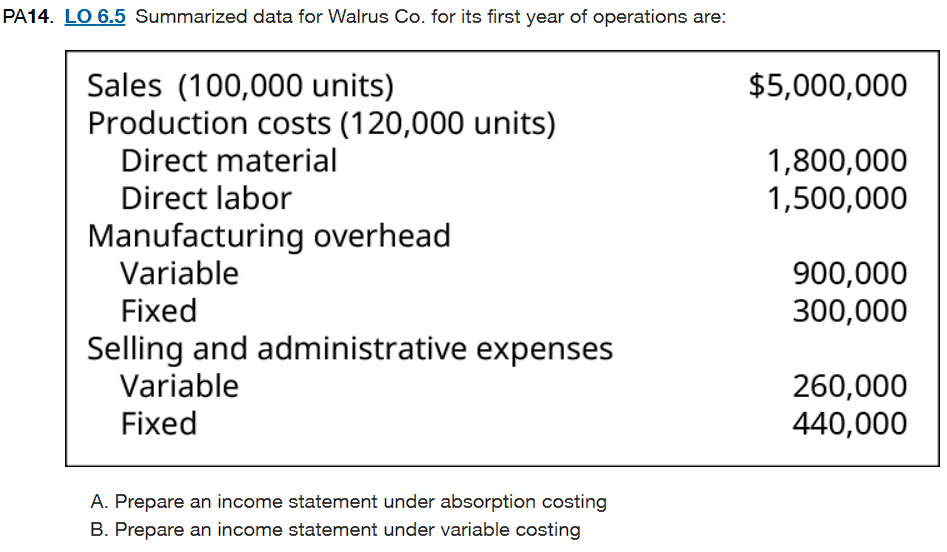 PA14. LO 6.5 Summarized data for Walrus Co. for its first year of operations are:
Sales (100,000 units) $5,000,000
Production costs (120,000 units)
Direct material 1,800,000
Direct labor 1,500,000
Manufacturing overhead
Variable 900,000
Fixed 300,000
Selling and administrative expenses
Variable 260,000
Fixed 440,000
A. Prepare an income statement under absorption costing
B. Prepare an income statement under variable costing